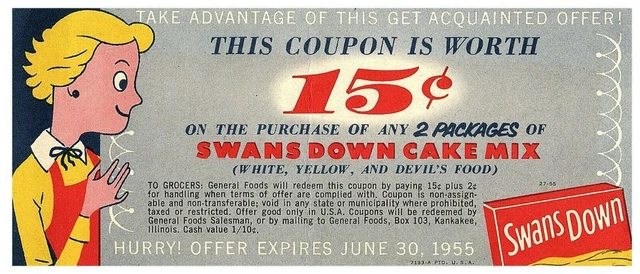 TAKE ADVANTAGE OF THIS GET ACQUAINTED OFFER!
THIS COUPON IS WORTH
15¢
ON THE PURCHASE OF ANY 2 PACKAGES OF
SWANS DOWN CAKE MIX
(WHITE, YELLOW, AND DEVIL'S FOOD)
TO GROCERS: General Foods will redeem this coupon by paying 15¢ plus 2¢
for handling when terms of offer are complied with. Coupon is non-assign-
able and non-transferable; void in any state or municipality where prohibited,
taxed or restricted. Offer good only in U.S.A. Coupons will be redeemed by
General Foods Salesman, or by mailing to General Foods, Box 103, Kankakee,
Illinois. Cash value 1/10¢.
27-55
Swans Down
HURRY! OFFER EXPIRES JUNE 30, 1955
7193-A PTD. U.S.A.